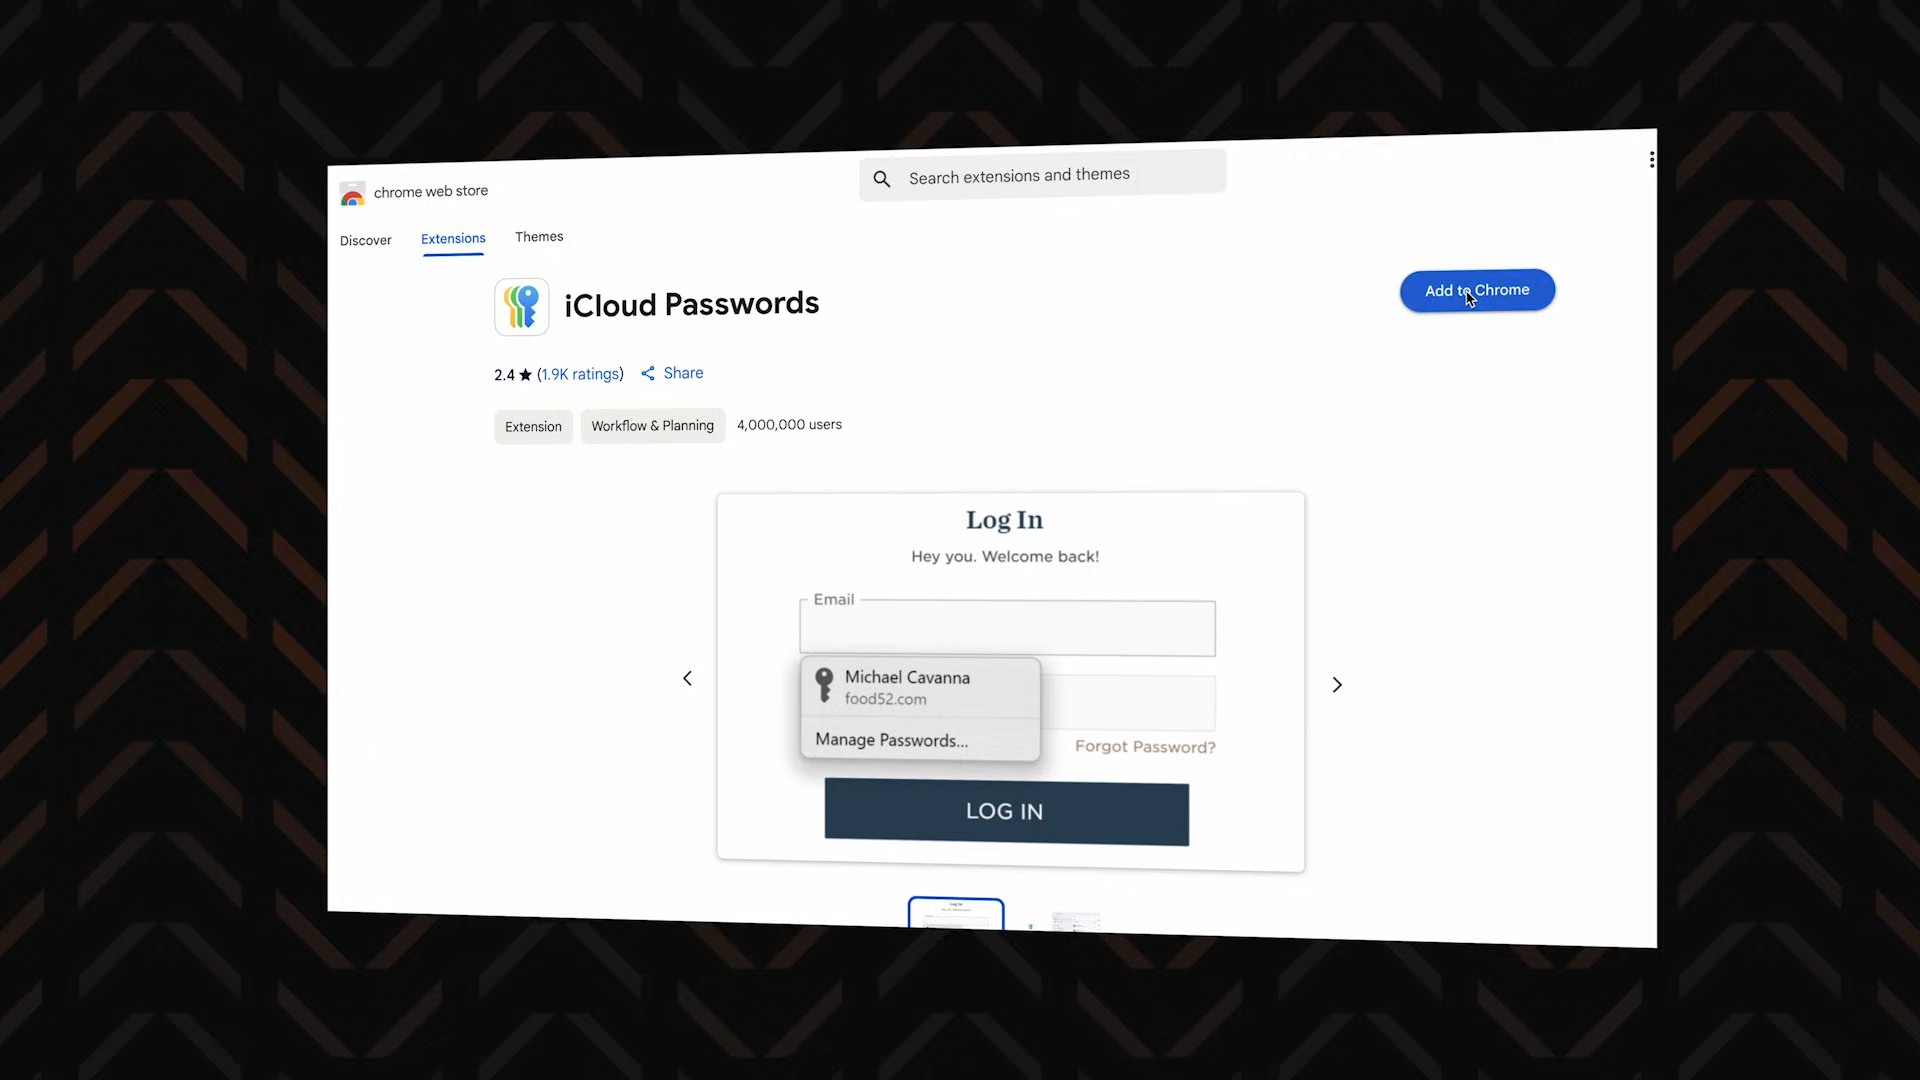 chrome web store
Search extensions and themes
Discover
Extensions
Themes
iCloud Passwords
Add to Chrome
2.4 ★ (1.9K ratings)
Share
Extension
Workflow & Planning
4,000,000 users
Log In
Hey you. Welcome back!
Email
Michael Cavanna
food52.com
Manage Passwords...
Forgot Password?
LOG IN